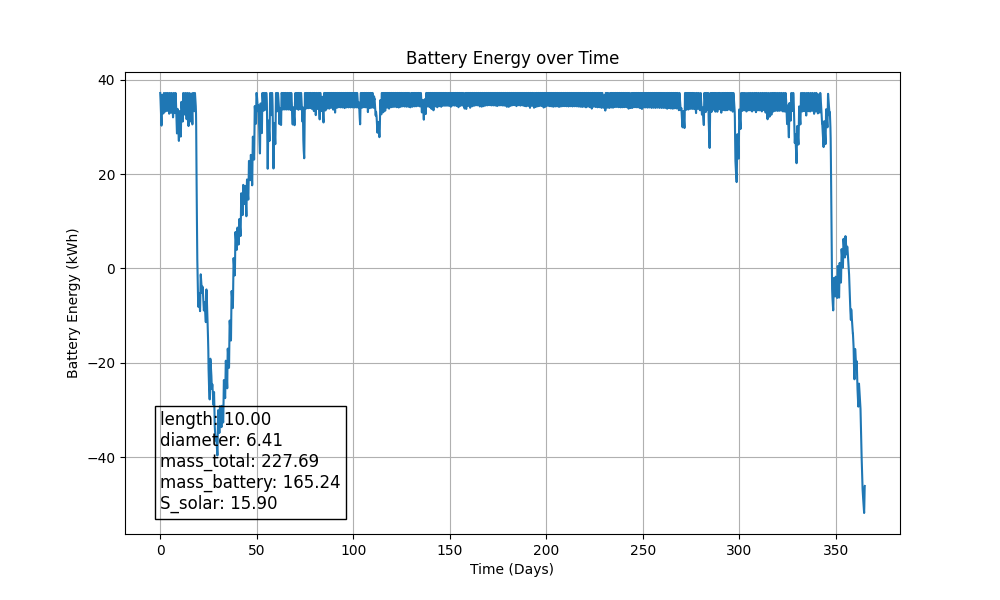 Battery Energy over Time
Battery Energy (kWh)
40
20
0
−20
−40
length: 10.00
diameter: 6.41
mass_total: 227.69
mass_battery: 165.24
S_solar: 15.90
0 50 100 150 200 250 300 350
Time (Days)